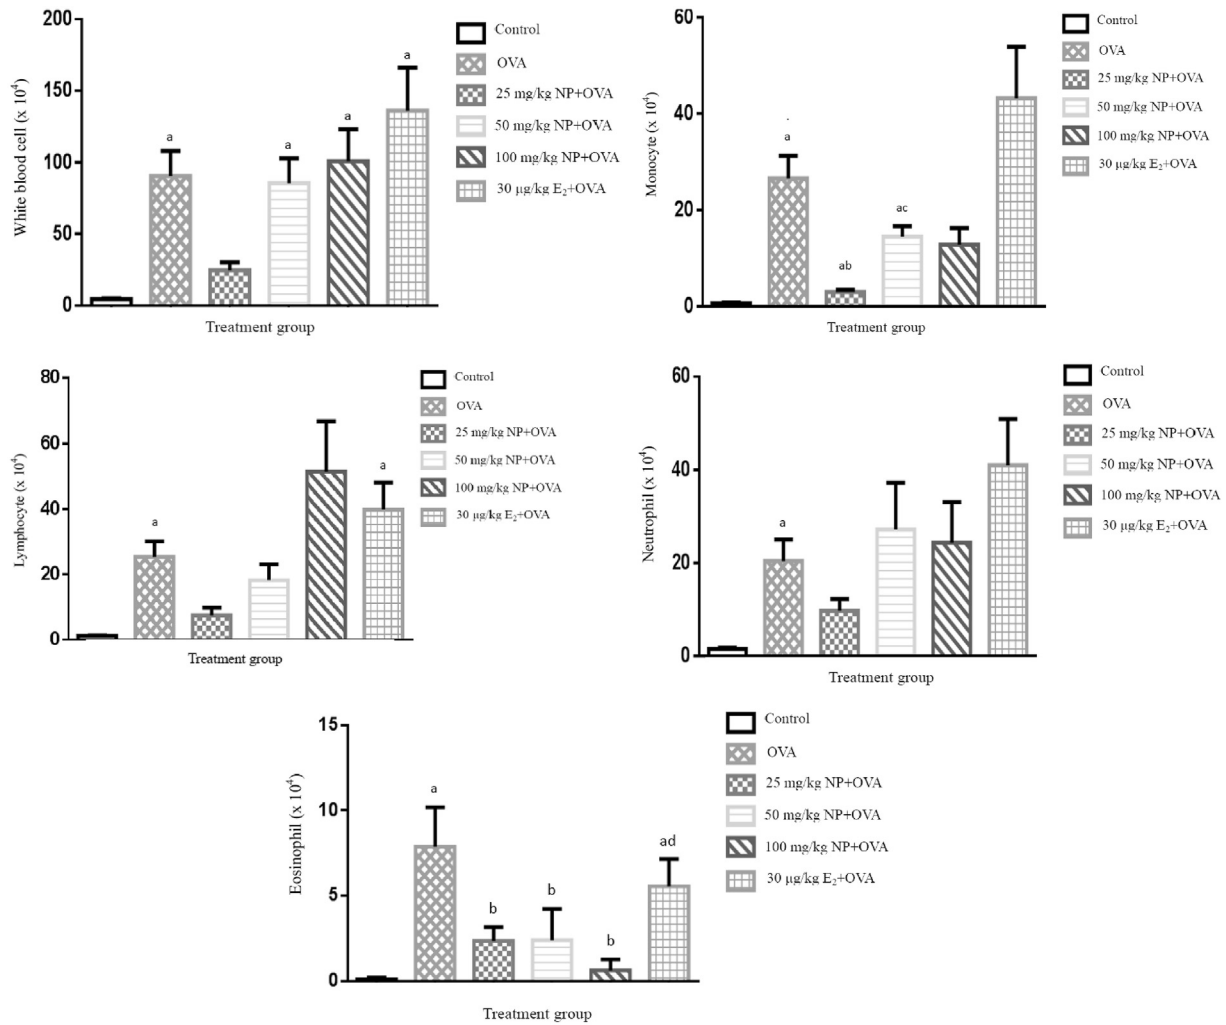 White blood cell (x 10⁴)
200
150
100
50
0
a
a
a
a
Treatment group
Control
OVA
25 mg/kg NP+OVA
50 mg/kg NP+OVA
100 mg/kg NP+OVA
30 µg/kg E₂+OVA
Monocyte (x 10⁴)
60
40
20
0
a
ab
ac
Treatment group
Control
OVA
25 mg/kg NP+OVA
50 mg/kg NP+OVA
100 mg/kg NP+OVA
30 µg/kg E₂+OVA
Lymphocyte (x 10⁴)
80
60
40
20
0
a
a
Treatment group
Control
OVA
25 mg/kg NP+OVA
50 mg/kg NP+OVA
100 mg/kg NP+OVA
30 µg/kg E₂+OVA
Neutrophil (x 10⁴)
60
40
20
0
a
Treatment group
Control
OVA
25 mg/kg NP+OVA
50 mg/kg NP+OVA
100 mg/kg NP+OVA
30 µg/kg E₂+OVA
Eosinophil (x 10⁴)
15
10
5
0
a
b
b
b
ad
Treatment group
Control
OVA
25 mg/kg NP+OVA
50 mg/kg NP+OVA
100 mg/kg NP+OVA
30 µg/kg E₂+OVA